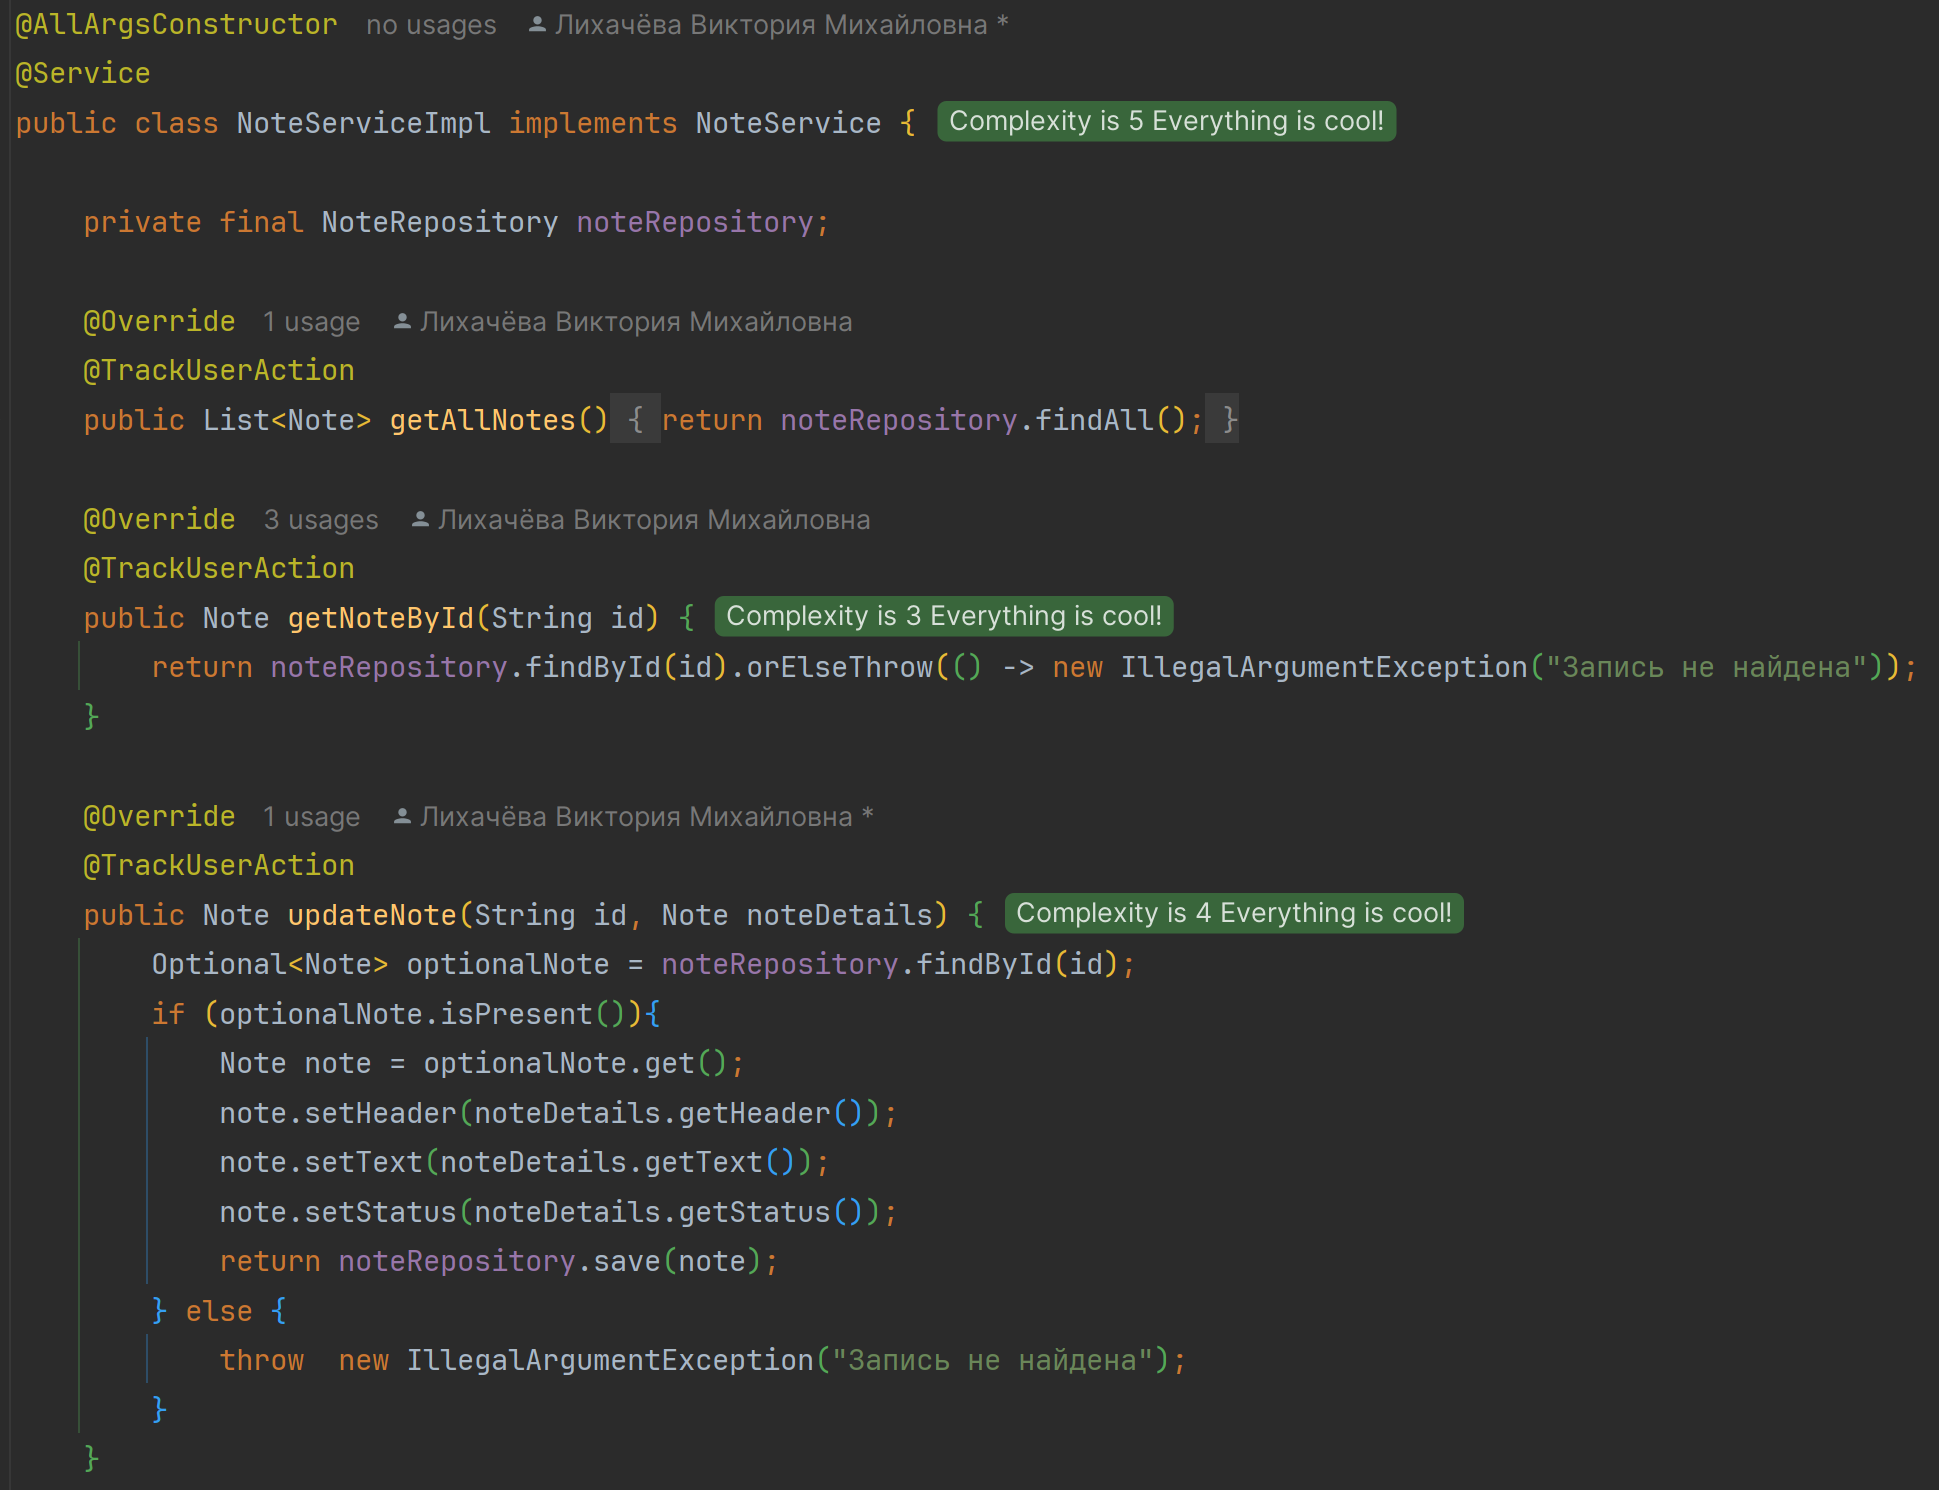 @AllArgsConstructor no usages Лихачёва Виктория Михайловна *
@Service
public class NoteServiceImpl implements NoteService { Complexity is 5 Everything is cool!
private final NoteRepository noteRepository;
@Override 1 usage Лихачёва Виктория Михайловна
@TrackUserAction
public List<Note> getAllNotes() { return noteRepository.findAll(); }
@Override 3 usages Лихачёва Виктория Михайловна
@TrackUserAction
public Note getNoteById(String id) { Complexity is 3 Everything is cool!
return noteRepository.findById(id).orElseThrow(() -> new IllegalArgumentException("Запись не найдена"));
}
@Override 1 usage Лихачёва Виктория Михайловна *
@TrackUserAction
public Note updateNote(String id, Note noteDetails) { Complexity is 4 Everything is cool!
Optional<Note> optionalNote = noteRepository.findById(id);
if (optionalNote.isPresent()){
Note note = optionalNote.get();
note.setHeader(noteDetails.getHeader());
note.setText(noteDetails.getText());
note.setStatus(noteDetails.getStatus());
return noteRepository.save(note);
} else {
throw  new IllegalArgumentException("Запись не найдена");
}
}